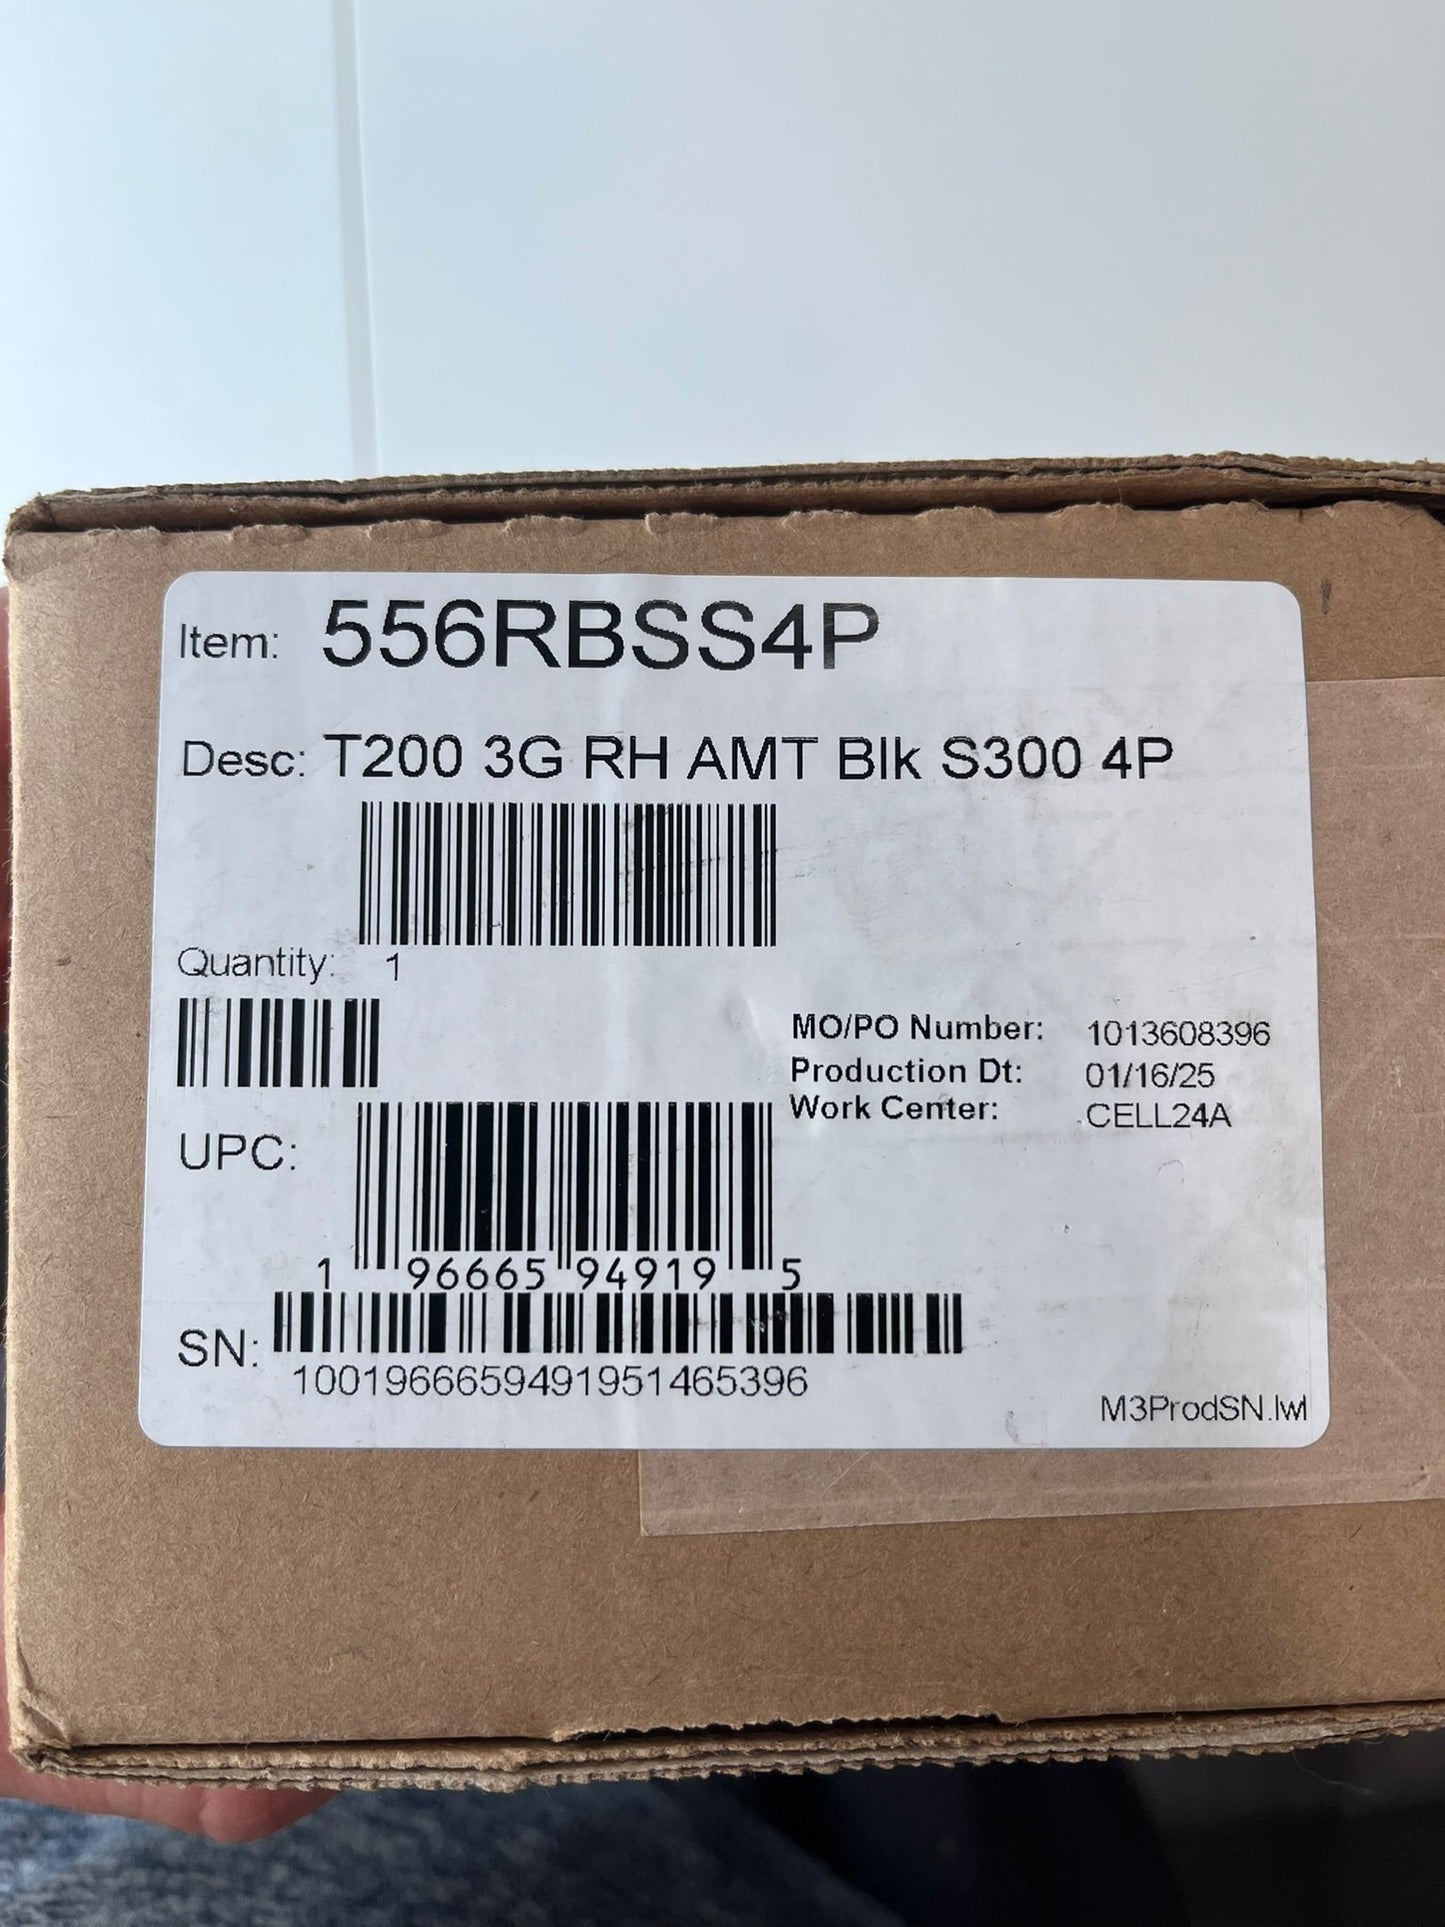 Item: 556RBSS4P
Desc: T200 3G RH AMT Blk S300 4P
Quantity: 1
MO/PO Number: 1013608396
Production Dt: 01/16/25
Work Center: CELL24A
UPC:
1 96665 94919 5
SN:
1001966659491951465396
M3ProdSN.lwl